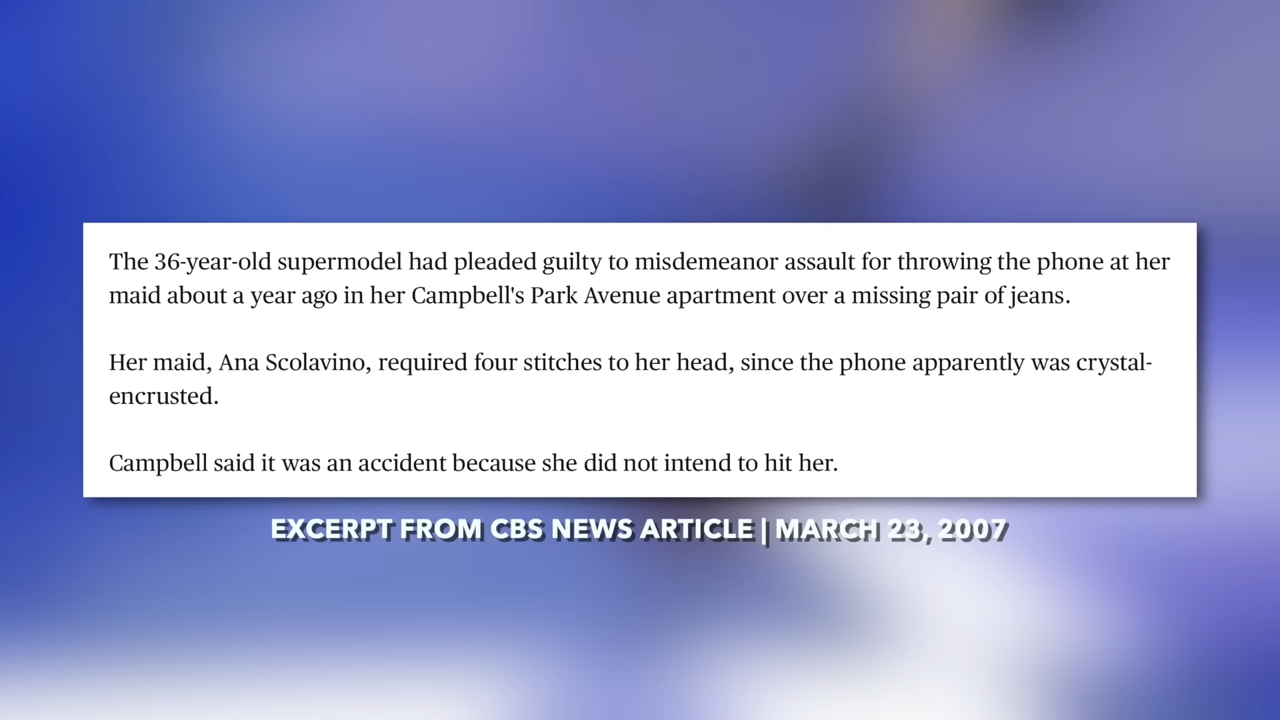 The 36-year-old supermodel had pleaded guilty to misdemeanor assault for throwing the phone at her
maid about a year ago in her Campbell's Park Avenue apartment over a missing pair of jeans.
Her maid, Ana Scolavino, required four stitches to her head, since the phone apparently was crystal-
encrusted.
Campbell said it was an accident because she did not intend to hit her.
EXCERPT FROM CBS NEWS ARTICLE | MARCH 23, 2007